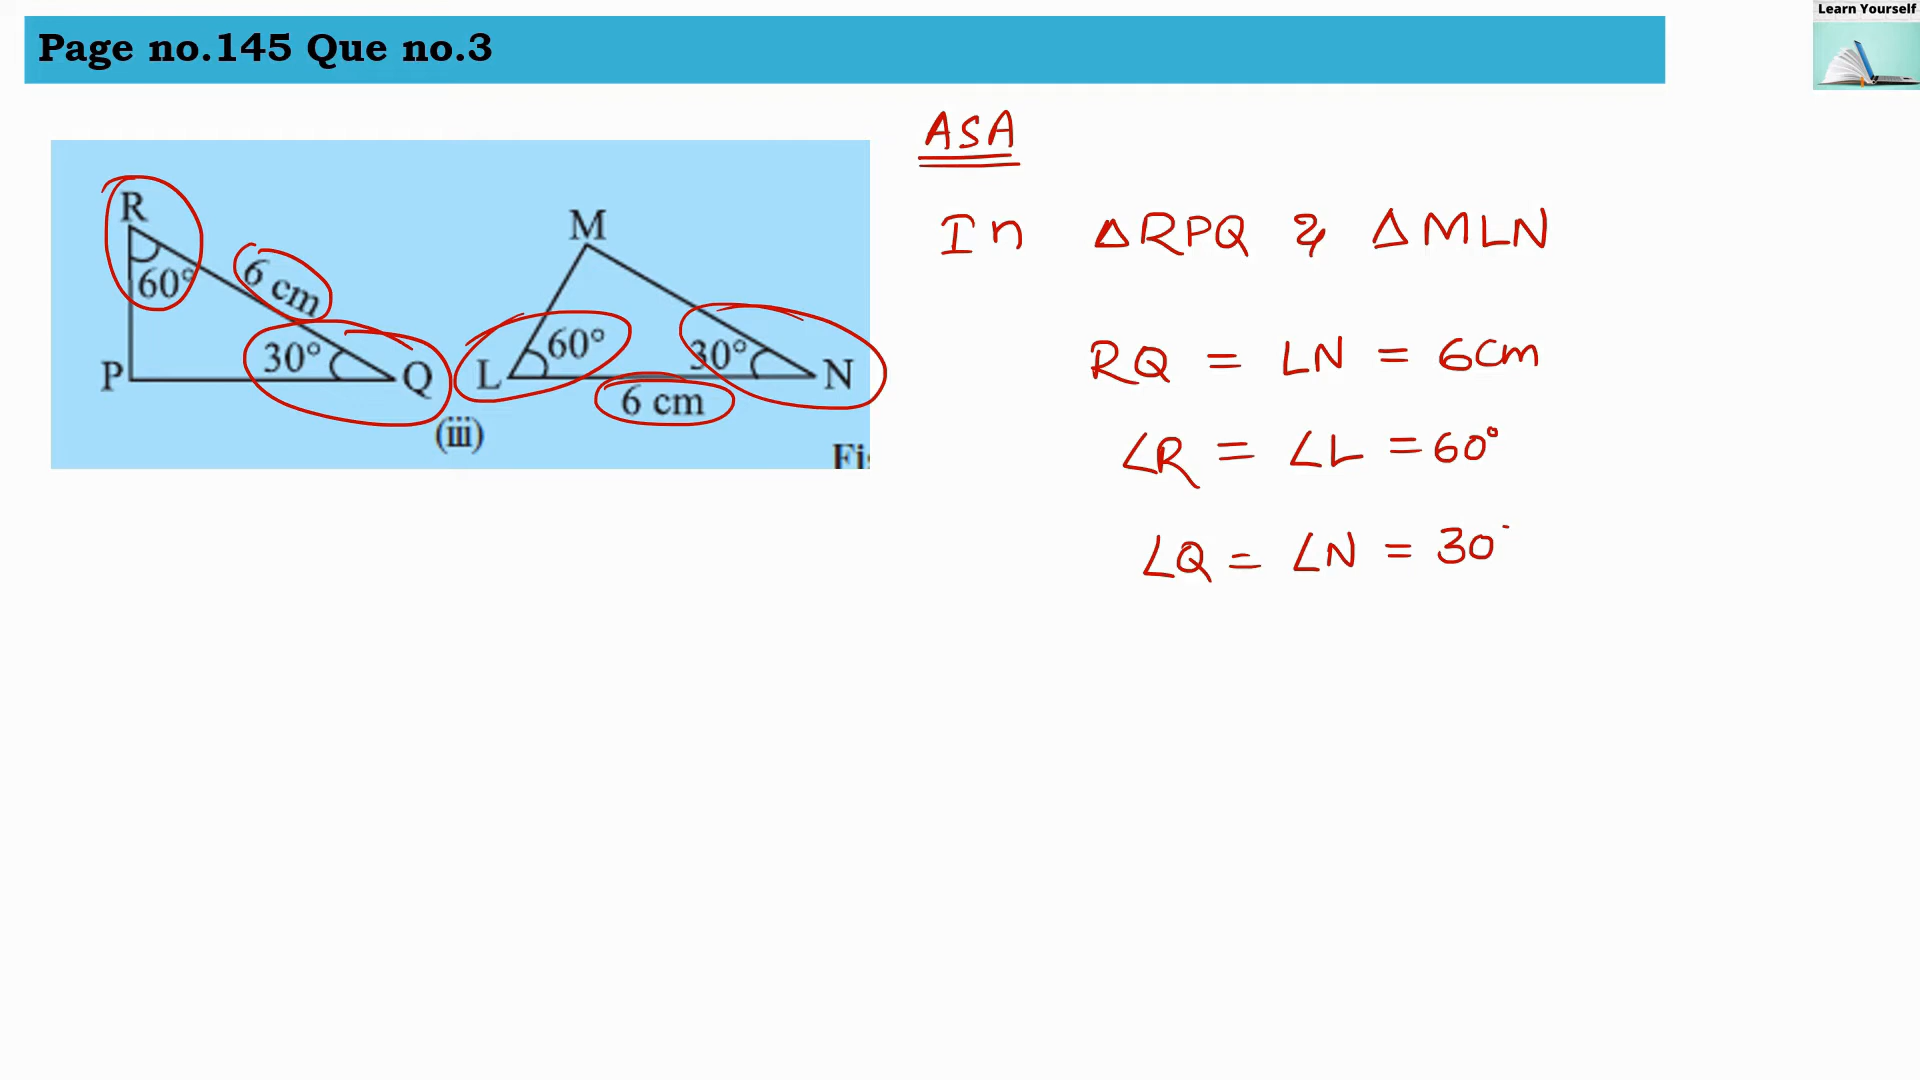 Learn Yourself
Page no.145 Que no.3
R
60°
6 cm
30°
P
Q
M
60°
30°
L
N
6 cm
(iii)
Fi
ASA
In ΔRPQ & ΔMLN
RQ = LN = 6cm
∠R = ∠L = 60°
∠Q = ∠N = 30